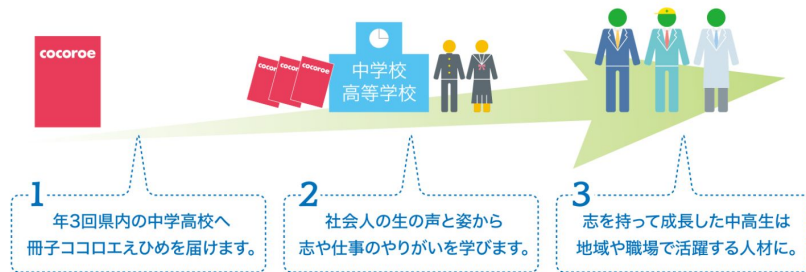 cocoroe
cocoroe
cocoroe
cocoroe
中学校
高等学校
1
年3回県内の中学高校へ
冊子ココロエえひめを届けます。
2
社会人の生の声と姿から
志や仕事のやりがいを学びます。
3
志を持って成長した中高生は
地域や職場で活躍する人材に。